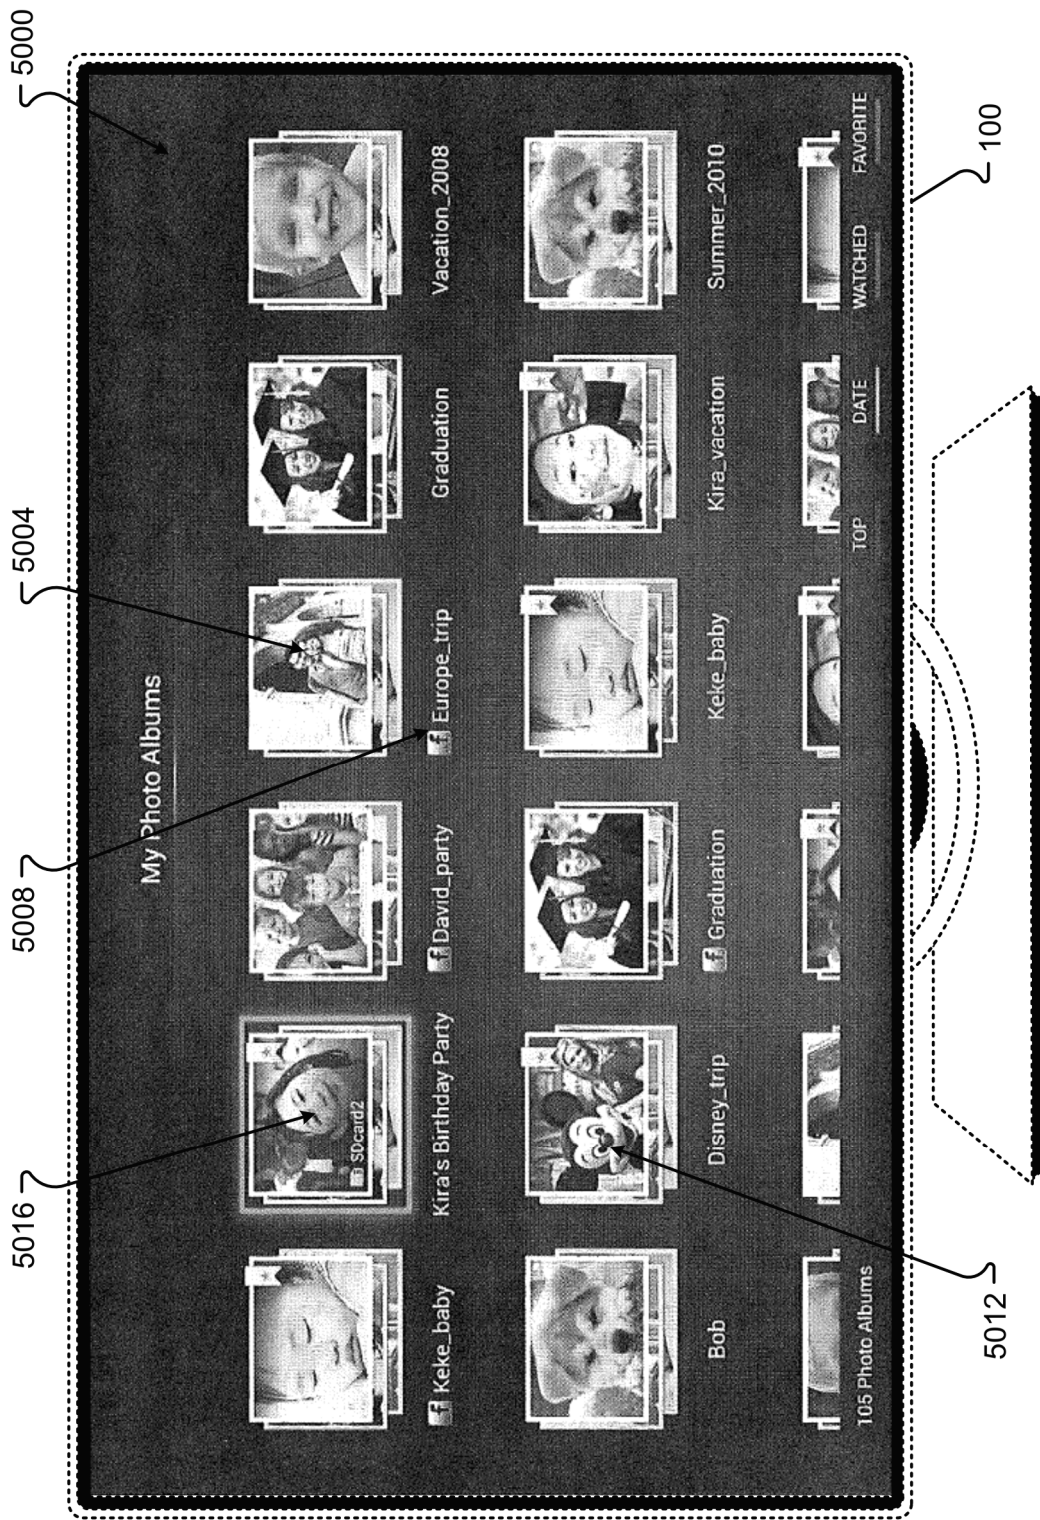 5000
5004
5008
5016
My Photo Albums
SDcard2
f Keke_baby
Kira's Birthday Party
f David_party
f Europe_trip
Graduation
Vacation_2008
Bob
Disney_trip
f Graduation
Keke_baby
Kira_vacation
Summer_2010
105 Photo Albums
TOP
DATE
WATCHED
FAVORITE
5012
100